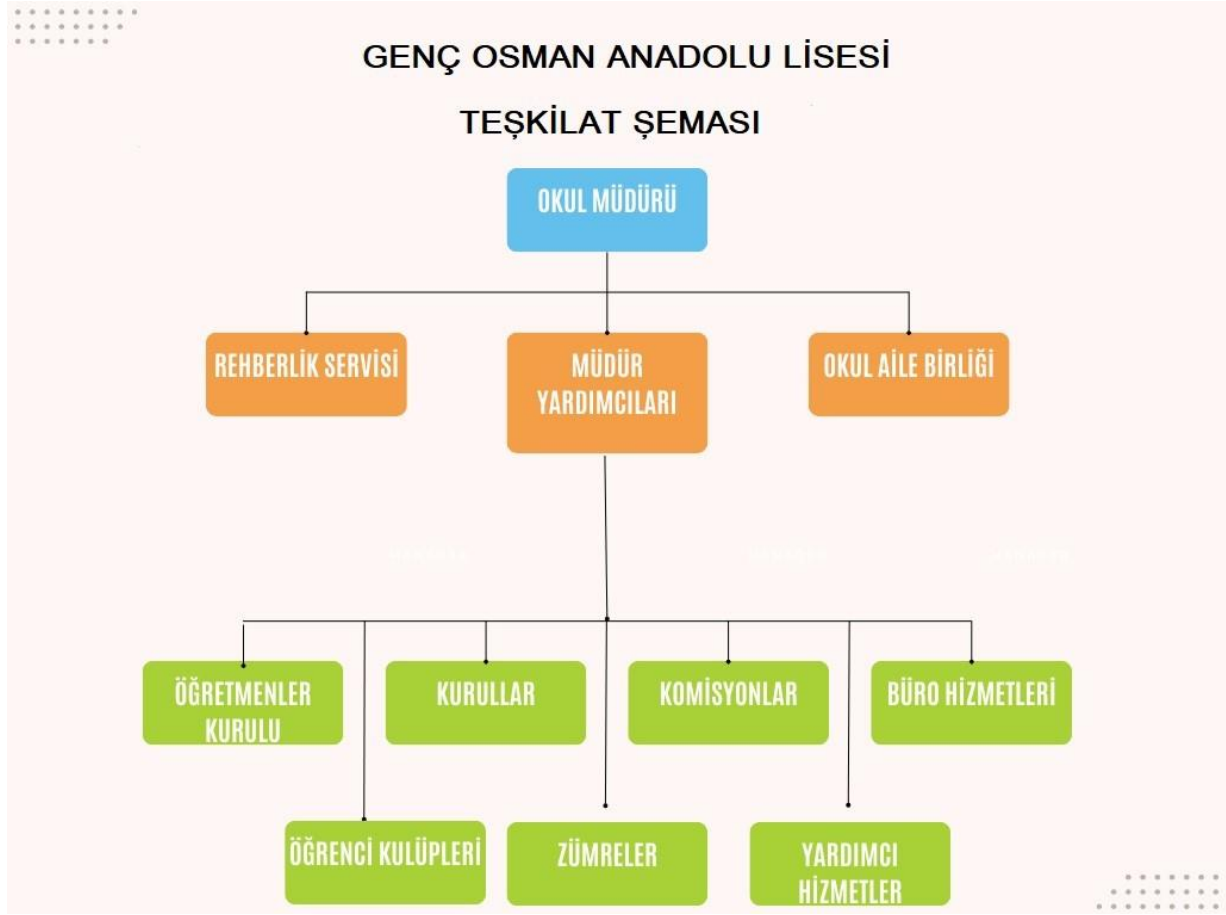 GENÇ OSMAN ANADOLU LİSESİ
TEŞKİLAT ŞEMASI
OKUL MÜDÜRÜ
REHBERLİK SERVİSİ
MÜDÜR
YARDIMCILARI
OKUL AİLE BİRLİĞİ
ÖĞRETMENLER
KURULU
KURULLAR
KOMİSYONLAR
BÜRO HİZMETLERİ
ÖĞRENCİ KULÜPLERİ
ZÜMRELER
YARDIMCI
HİZMETLER